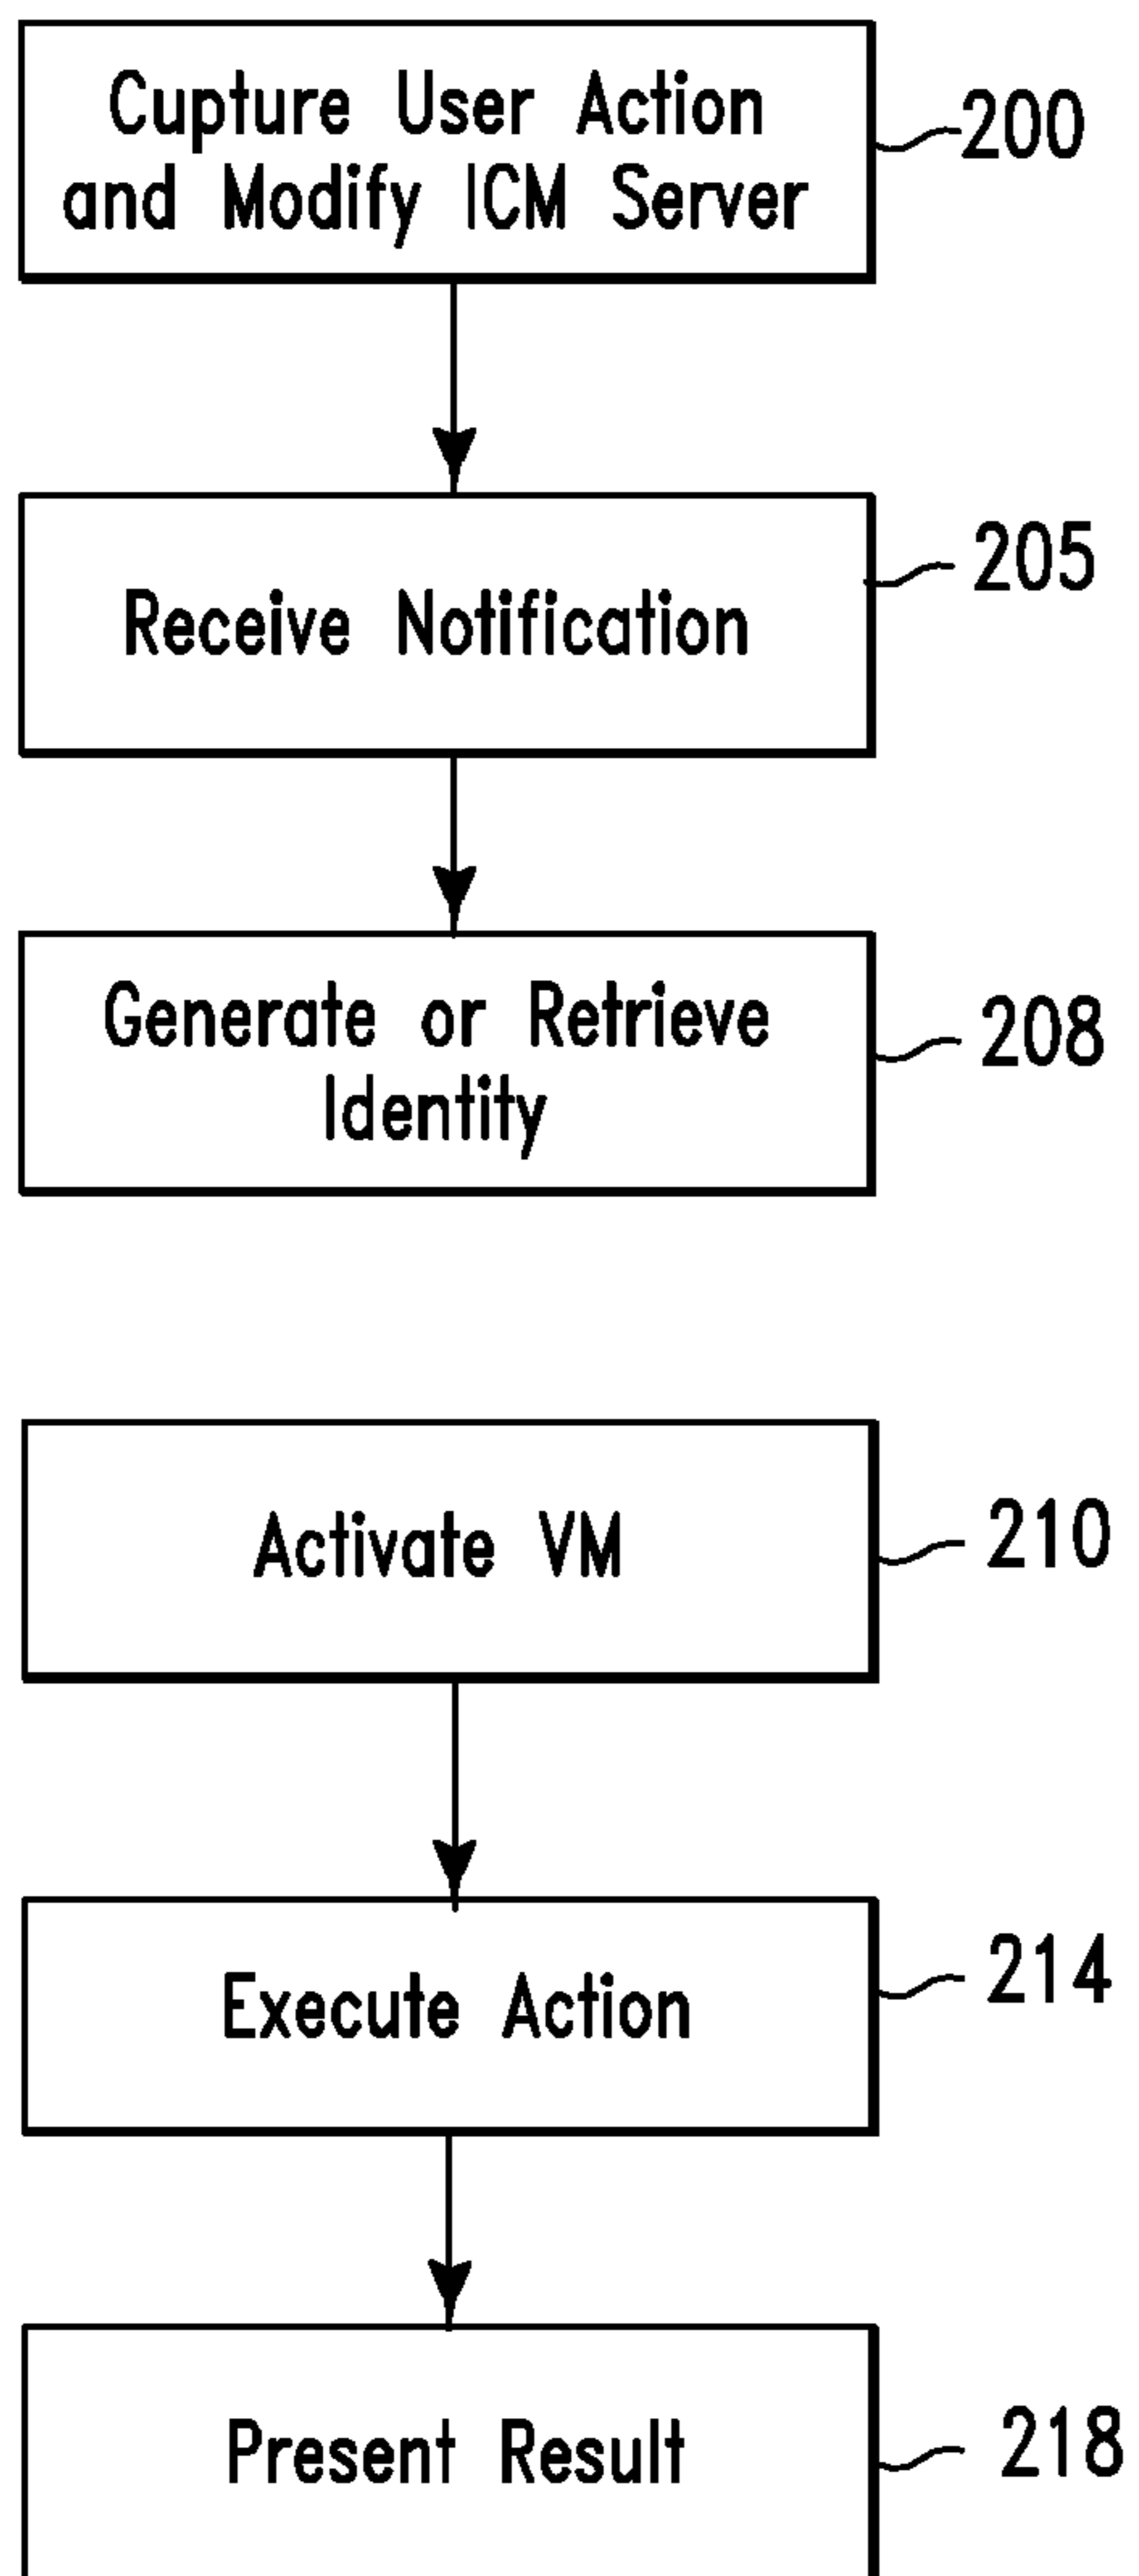 Cupture User Action
and Modify ICM Server
200
Receive Notification
205
Generate or Retrieve
Identity
208
Activate VM
210
Execute Action
214
Present Result
218